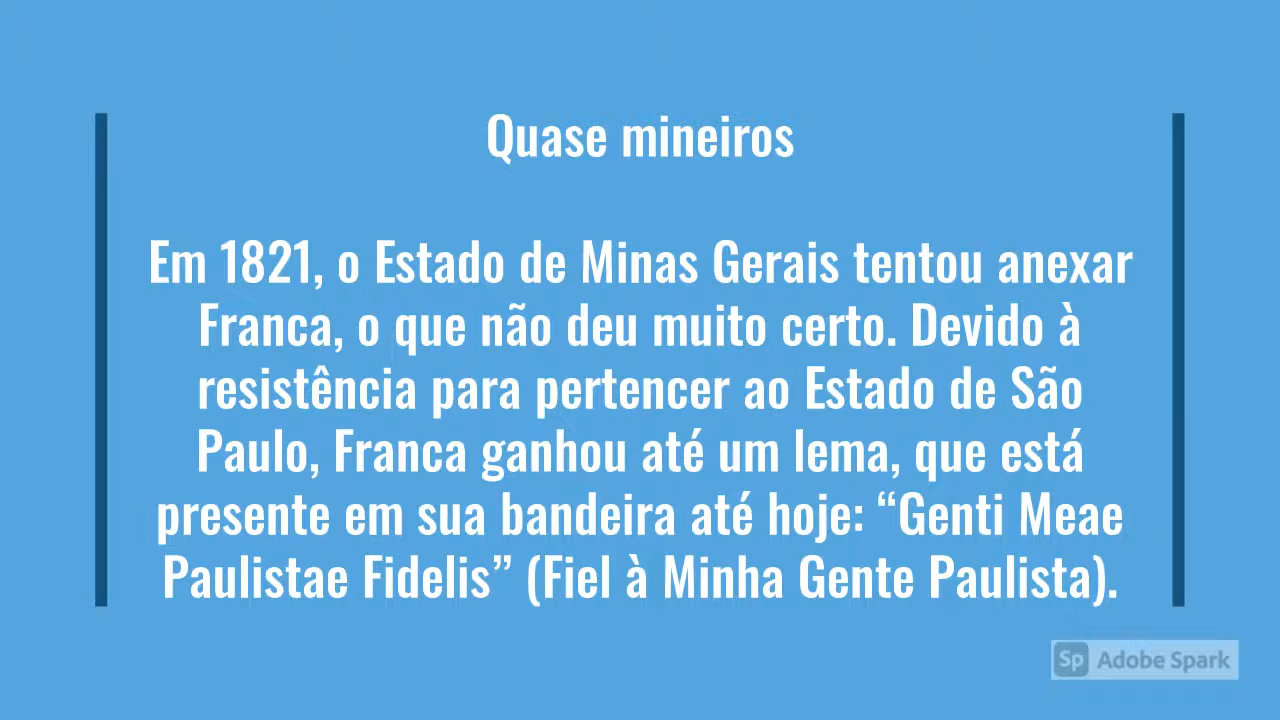 Quase mineiros
Em 1821, o Estado de Minas Gerais tentou anexar
Franca, o que não deu muito certo. Devido à
resistência para pertencer ao Estado de São
Paulo, Franca ganhou até um lema, que está
presente em sua bandeira até hoje: “Genti Meae
Paulistae Fidelis” (Fiel à Minha Gente Paulista).
Sp Adobe Spark